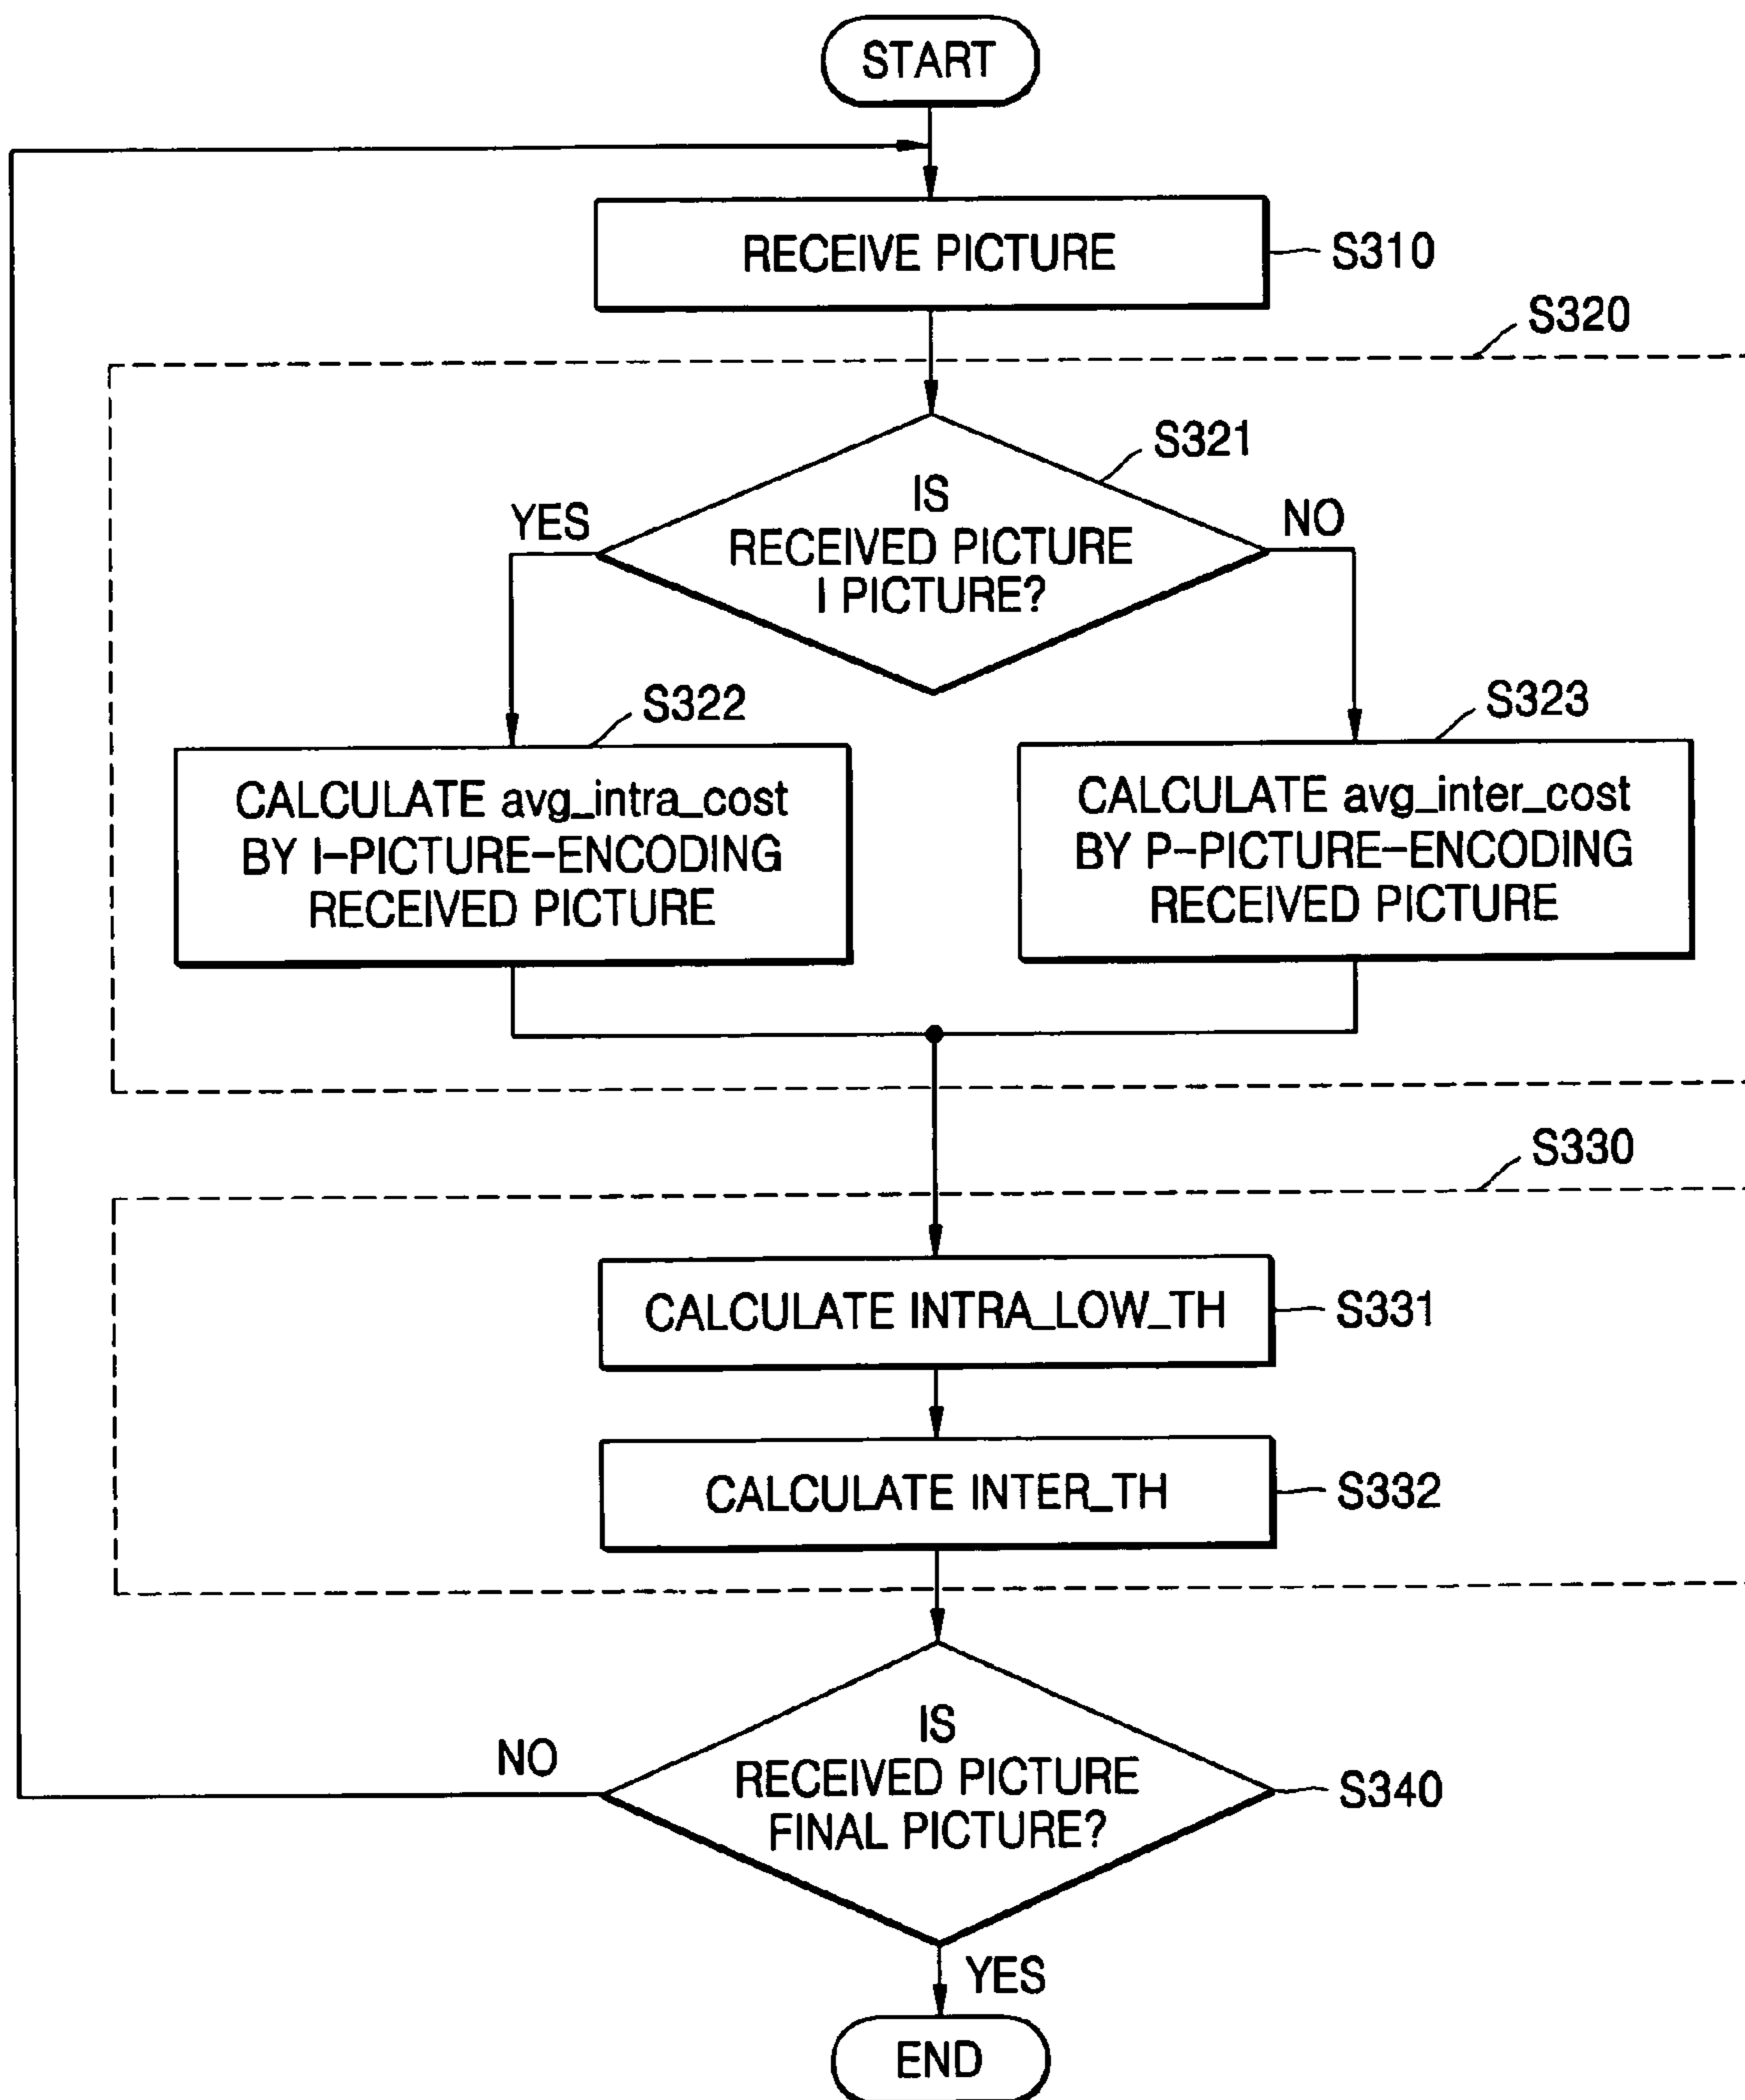 START
RECEIVE PICTURE
S310
S320
S321
IS
RECEIVED PICTURE
I PICTURE?
YES
NO
S322
CALCULATE avg_intra_cost
BY I-PICTURE-ENCODING
RECEIVED PICTURE
S323
CALCULATE avg_inter_cost
BY P-PICTURE-ENCODING
RECEIVED PICTURE
S330
CALCULATE INTRA_LOW_TH
S331
CALCULATE INTER_TH
S332
IS
RECEIVED PICTURE
FINAL PICTURE?
NO
S340
YES
END